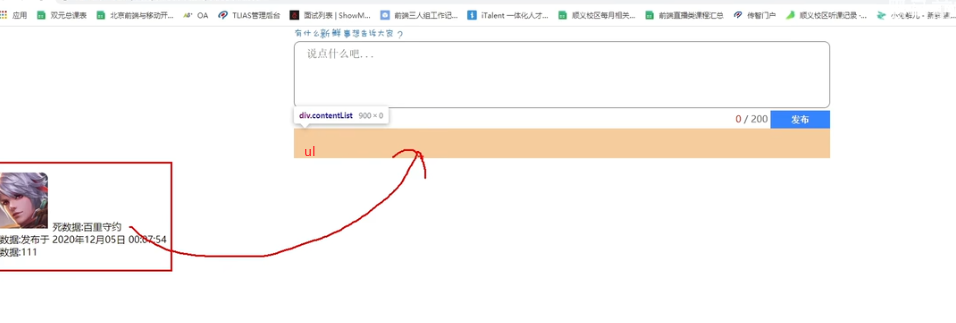 应用 双元总课表 北京前端与移动开... OA TLIAS管理后台 面试列表 | ShowM... 前端三人组工作记... iTalent 一体化人才... 顺义校区每月相关... 前端直播类课程汇总 传智门户 顺义校区听课记录 -...
有什么新鲜事想告诉大家?
说点什么吧...
div.contentList 900 × 0
0 / 200 发布
ul
死数据:百里守约
数据:发布于 2020年12月05日 00:07:54
数据:111